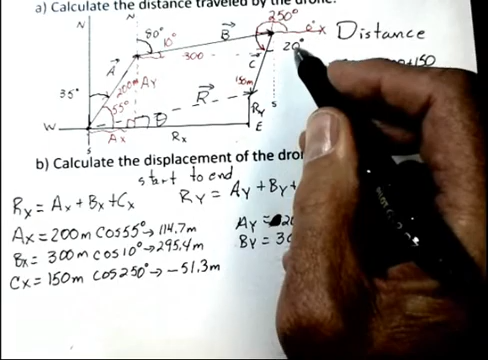 a) Calculate the distance traveled by the drone.
N
N
80°
10°
B
250°
0° x
Distance
300
20°
A
C
+150
200m
Ay
150m
35°
55°
R
Ry
W
θ
Ax
Rx
E
S
S
b) Calculate the displacement of the dro
start to end
Rx = Ax + Bx + Cx
Ry = Ay + By +
Ax = 200m cos55° → 114.7m
Ay =
Bx = 300m cos10° → 295.4m
By = 30
Cx = 150m cos250° → -51.3m